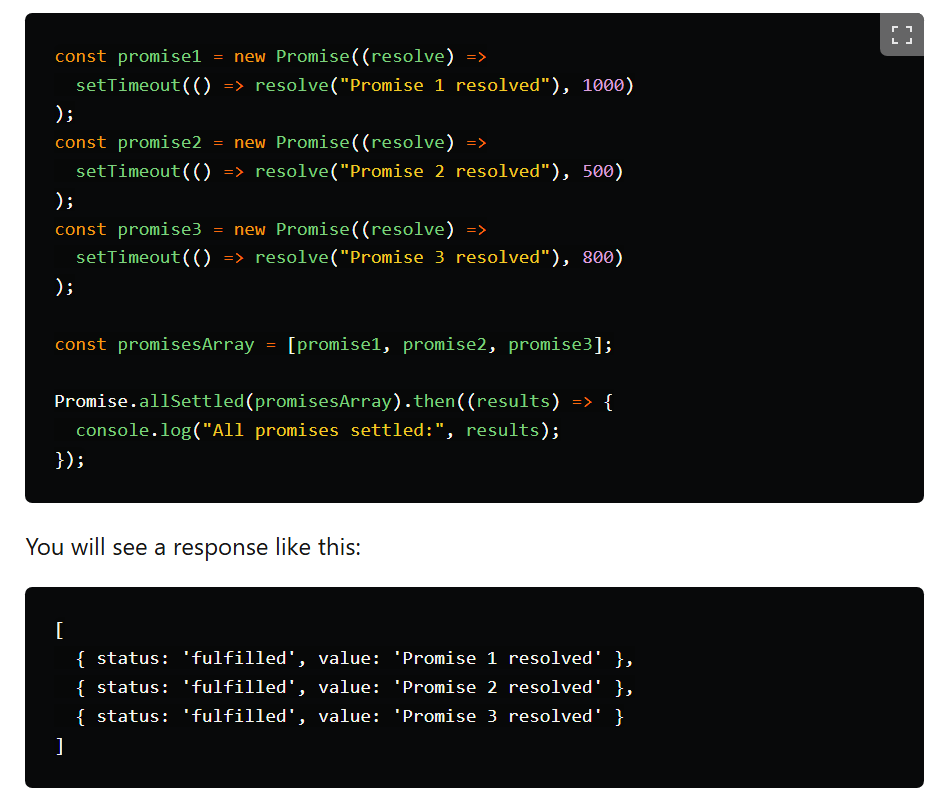 const promise1 = new Promise((resolve) =>
  setTimeout(() => resolve("Promise 1 resolved"), 1000)
);
const promise2 = new Promise((resolve) =>
  setTimeout(() => resolve("Promise 2 resolved"), 500)
);
const promise3 = new Promise((resolve) =>
  setTimeout(() => resolve("Promise 3 resolved"), 800)
);

const promisesArray = [promise1, promise2, promise3];

Promise.allSettled(promisesArray).then((results) => {
  console.log("All promises settled:", results);
});

You will see a response like this:

[
  { status: 'fulfilled', value: 'Promise 1 resolved' },
  { status: 'fulfilled', value: 'Promise 2 resolved' },
  { status: 'fulfilled', value: 'Promise 3 resolved' }
]